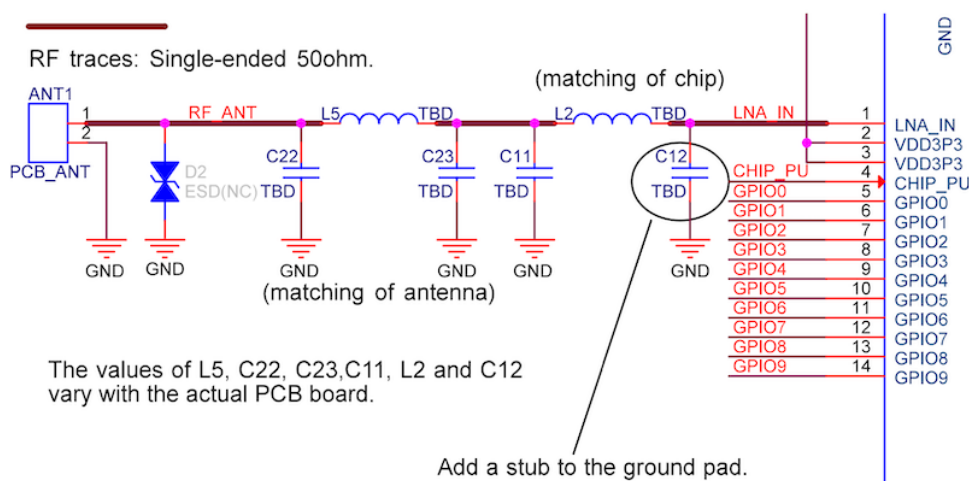 RF traces: Single-ended 50ohm.
GND
(matching of chip)
ANT1
1
2
PCB_ANT
RF_ANT
L5
TBD
L2
TBD
LNA_IN
D2
ESD(NC)
C22
TBD
C23
TBD
C11
TBD
C12
TBD
GND
GND
GND
GND
GND
GND
(matching of antenna)
1 LNA_IN
2 VDD3P3
3 VDD3P3
CHIP_PU 4 CHIP_PU
GPIO0 5 GPIO0
GPIO1 6 GPIO1
GPIO2 7 GPIO2
GPIO3 8 GPIO3
GPIO4 9 GPIO4
GPIO5 10 GPIO5
GPIO6 11 GPIO6
GPIO7 12 GPIO7
GPIO8 13 GPIO8
GPIO9 14 GPIO9
The values of L5, C22, C23,C11, L2 and C12
vary with the actual PCB board.
Add a stub to the ground pad.